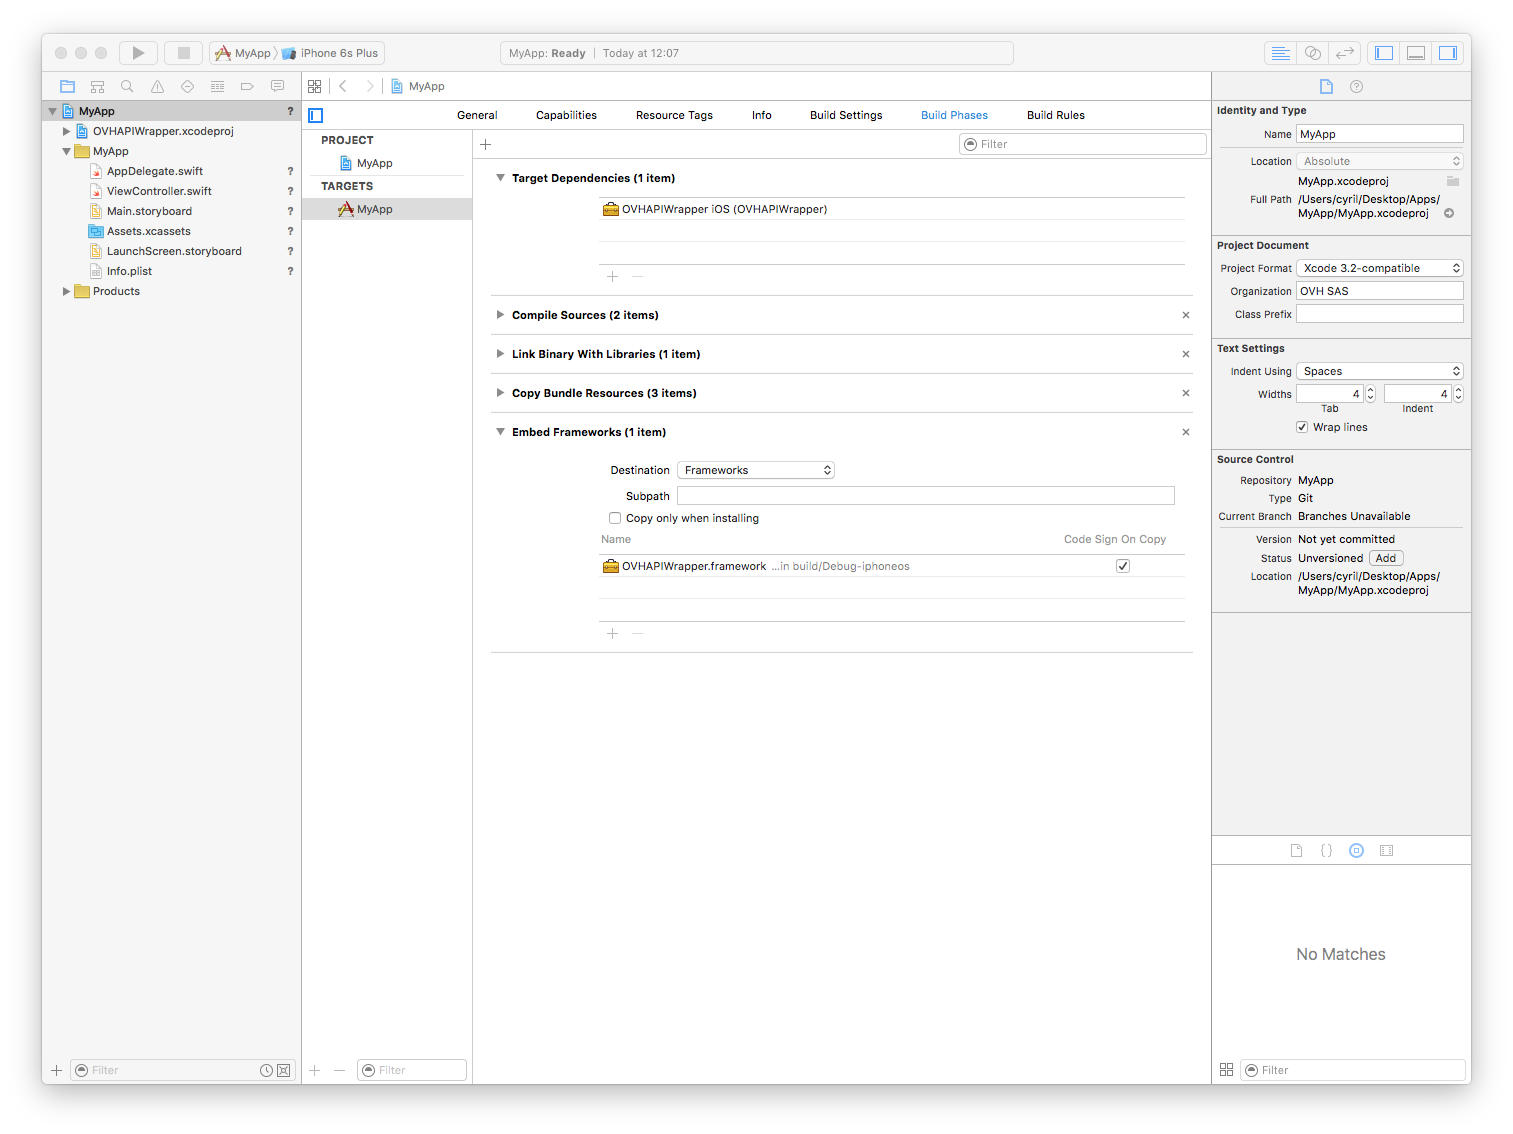 MyApp
iPhone 6s Plus
MyApp: Ready
Today at 12:07
MyApp
?
OVHAPIWrapper.xcodeproj
MyApp
AppDelegate.swift
?
ViewController.swift
?
Main.storyboard
?
Assets.xcassets
?
LaunchScreen.storyboard
?
Info.plist
?
Products
Filter
MyApp
General
Capabilities
Resource Tags
Info
Build Settings
Build Phases
Build Rules
PROJECT
MyApp
TARGETS
MyApp
Filter
Filter
Target Dependencies (1 item)
OVHAPIWrapper iOS (OVHAPIWrapper)
Compile Sources (2 items)
Link Binary With Libraries (1 item)
Copy Bundle Resources (3 items)
Embed Frameworks (1 item)
Destination Frameworks
Subpath
Copy only when installing
Name Code Sign On Copy
OVHAPIWrapper.framework ...in build/Debug-iphoneos
Identity and Type
Name MyApp
Location Absolute
MyApp.xcodeproj
Full Path /Users/cyril/Desktop/Apps/
MyApp/MyApp.xcodeproj
Project Document
Project Format Xcode 3.2-compatible
Organization OVH SAS
Class Prefix
Text Settings
Indent Using Spaces
Widths 4 4
Tab Indent
Wrap lines
Source Control
Repository MyApp
Type Git
Current Branch Branches Unavailable
Version Not yet committed
Status Unversioned Add
Location /Users/cyril/Desktop/Apps/
MyApp/MyApp.xcodeproj
No Matches
Filter